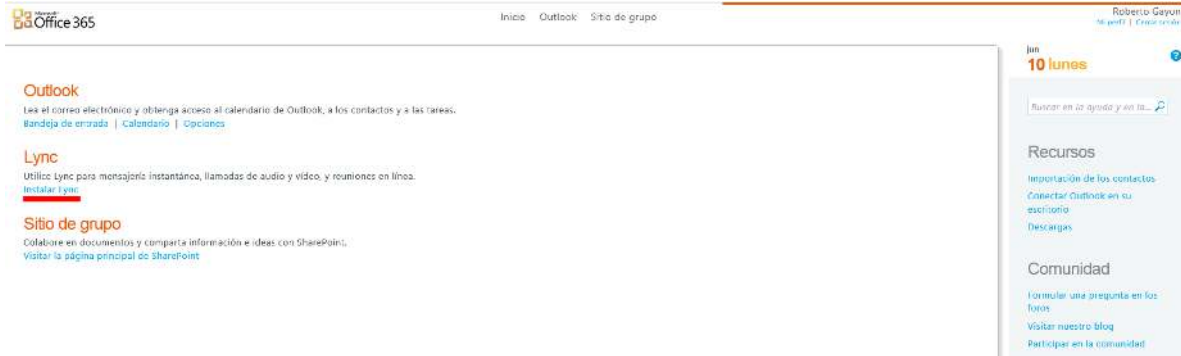 Microsoft
Office 365
Inicio Outlook Sitio de grupo
Roberto Gayun
Mi perfil | Cerrar sesión
jun
10 lunes
Outlook
Lea el correo electrónico y obtenga acceso al calendario de Outlook, a los contactos y a las tareas.
Bandeja de entrada | Calendario | Opciones
Lync
Utilice Lync para mensajería instantánea, llamadas de audio y vídeo, y reuniones en línea.
Instalar Lync
Sitio de grupo
Colabore en documentos y comparta información e ideas con SharePoint.
Visitar la página principal de SharePoint
Buscar en la ayuda y en la...
Recursos
Importación de los contactos
Conectar Outlook en su
escritorio
Descargas
Comunidad
Formular una pregunta en los
foros
Visitar nuestro blog
Participar en la comunidad